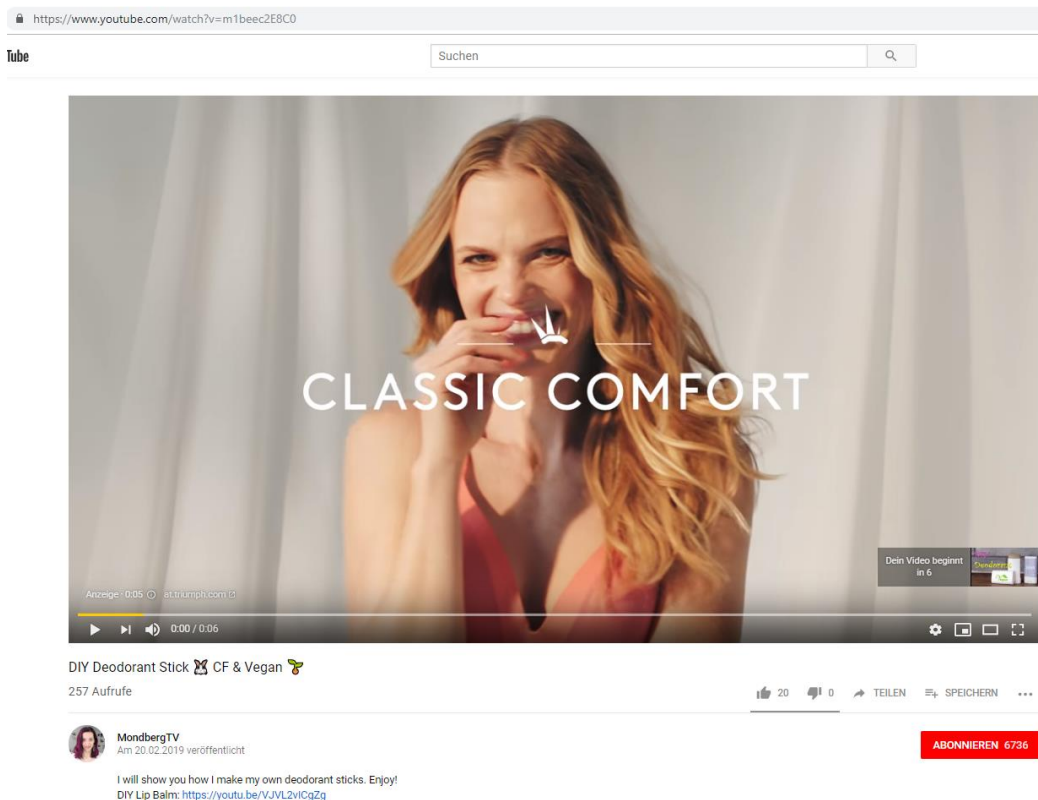 https://www.youtube.com/watch?v=m1beec2E8C0
Tube
Suchen
CLASSIC COMFORT
Dein Video beginnt
in 6
Deodorant
Anzeige · 0:05
at.triumph.com
0:00 / 0:06
DIY Deodorant Stick 🐰 CF & Vegan 🌱
257 Aufrufe
20
0
TEILEN
SPEICHERN
MondbergTV
Am 20.02.2019 veröffentlicht
ABONNIEREN 6736
I will show you how I make my own deodorant sticks. Enjoy!
DIY Lip Balm: https://youtu.be/VJVL2vICgZg